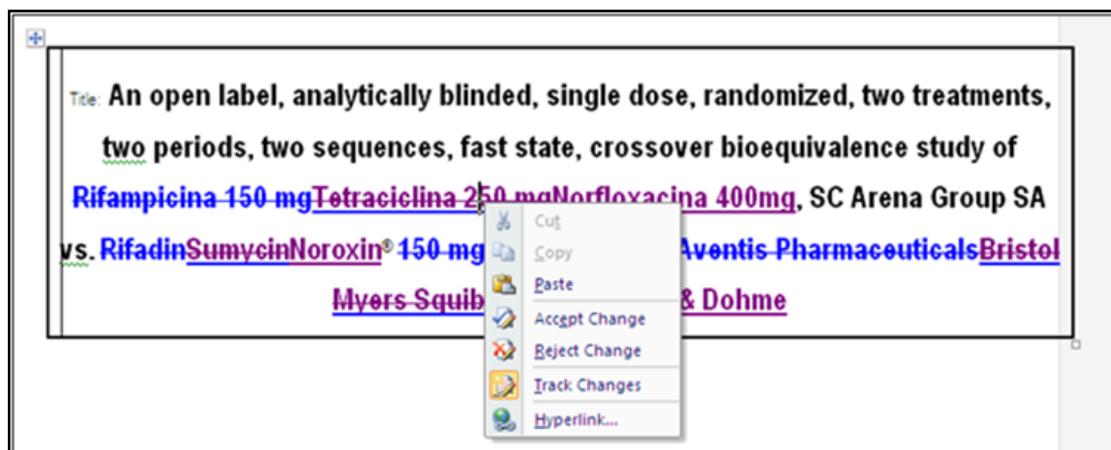 Title: An open label, analytically blinded, single dose, randomized, two treatments,
two periods, two sequences, fast state, crossover bioequivalence study of
Rifampicina 150 mgTetraciclina 250 mgNorfloxacina 400mg, SC Arena Group SA
vs. RifadinSumycinNoroxin® 150 mg Aventis PharmaceuticalsBristol
Myers Squib & Dohme
Cut
Copy
Paste
Accept Change
Reject Change
Track Changes
Hyperlink...